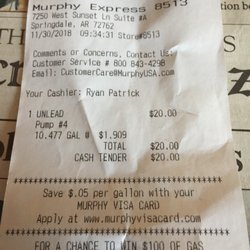 Murphy Express 8513
7250 West Sunset Ln Suite #A
Springdale, AR 72762
11/30/2018 09:34:31 Store#8513
Comments or Concerns, Contact Us:
Customer Service # 800 843-4298
Email: CustomerCare@MurphyUSA.com
Your Cashier: Ryan Patrick
1 UNLEAD $20.00
Pump #4
10.477 GAL @ $1.909
TOTAL $20.00
CASH TENDER $20.00
Save $.05 per gallon with your
MURPHY VISA CARD
Apply at www.murphyvisacard.com
FOR A CHANCE TO WIN $100 OF GAS